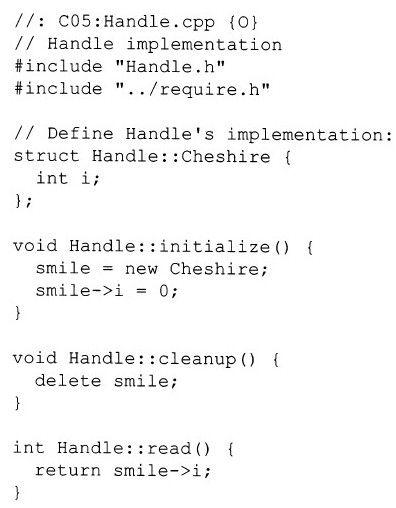 //: C05:Handle.cpp {O}
// Handle implementation
#include "Handle.h"
#include "../require.h"

// Define Handle's implementation:
struct Handle::Cheshire {
  int i;
};

void Handle::initialize() {
  smile = new Cheshire;
  smile->i = 0;
}

void Handle::cleanup() {
  delete smile;
}

int Handle::read() {
  return smile->i;
}